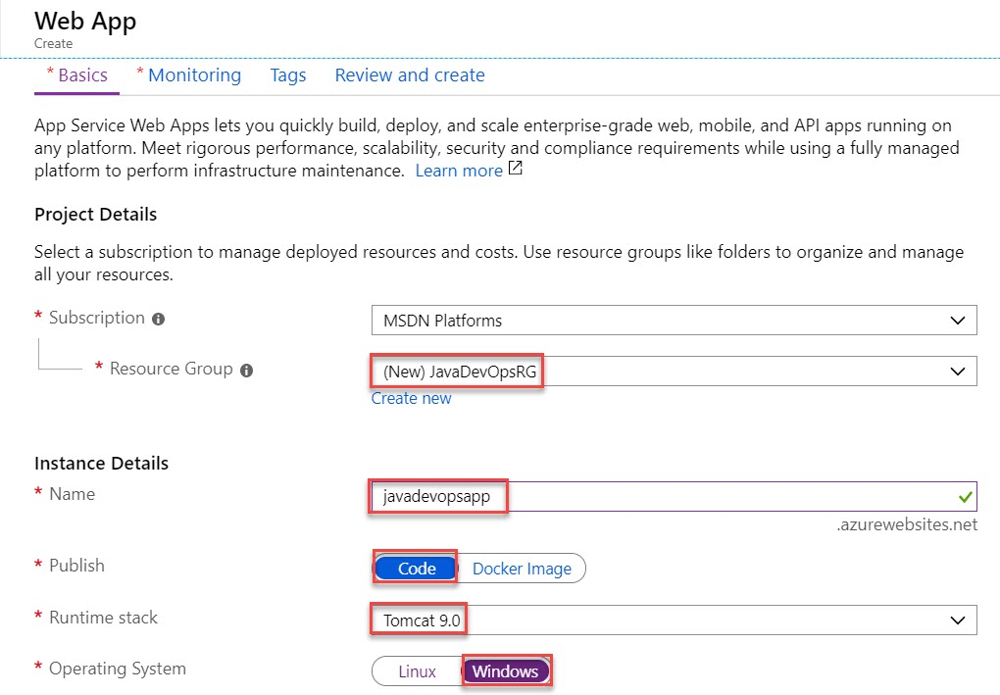 Web App
Create
* Basics * Monitoring Tags Review and create
App Service Web Apps lets you quickly build, deploy, and scale enterprise-grade web, mobile, and API apps running on
any platform. Meet rigorous performance, scalability, security and compliance requirements while using a fully managed
platform to perform infrastructure maintenance. Learn more
Project Details
Select a subscription to manage deployed resources and costs. Use resource groups like folders to organize and manage
all your resources.
* Subscription MSDN Platforms
* Resource Group (New) JavaDevOpsRG
Create new
Instance Details
* Name javadevopsapp
.azurewebsites.net
* Publish Code Docker Image
* Runtime stack Tomcat 9.0
* Operating System Linux Windows